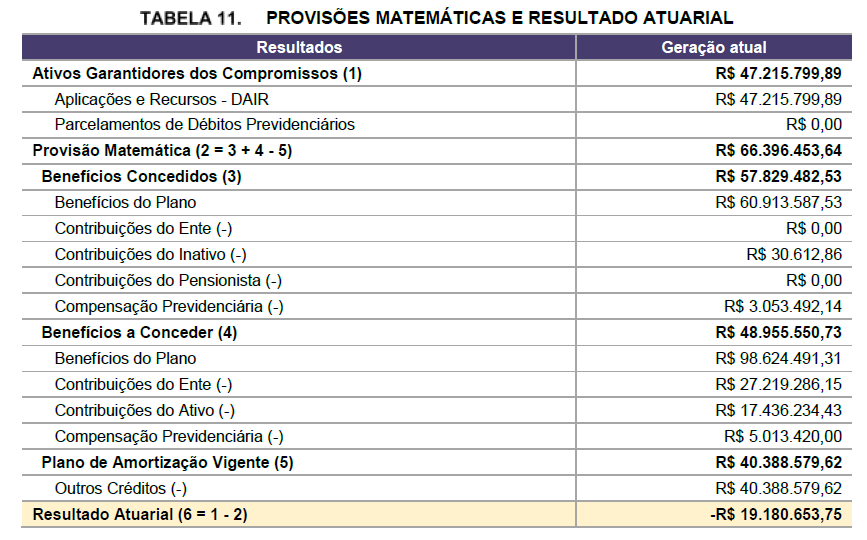 TABELA 11. PROVISÕES MATEMÁTICAS E RESULTADO ATUARIAL
Resultados Geração atual
Ativos Garantidores dos Compromissos (1) R$ 47.215.799,89
Aplicações e Recursos - DAIR R$ 47.215.799,89
Parcelamentos de Débitos Previdenciários R$ 0,00
Provisão Matemática (2 = 3 + 4 - 5) R$ 66.396.453,64
Benefícios Concedidos (3) R$ 57.829.482,53
Benefícios do Plano R$ 60.913.587,53
Contribuições do Ente (-) R$ 0,00
Contribuições do Inativo (-) R$ 30.612,86
Contribuições do Pensionista (-) R$ 0,00
Compensação Previdenciária (-) R$ 3.053.492,14
Benefícios a Conceder (4) R$ 48.955.550,73
Benefícios do Plano R$ 98.624.491,31
Contribuições do Ente (-) R$ 27.219.286,15
Contribuições do Ativo (-) R$ 17.436.234,43
Compensação Previdenciária (-) R$ 5.013.420,00
Plano de Amortização Vigente (5) R$ 40.388.579,62
Outros Créditos (-) R$ 40.388.579,62
Resultado Atuarial (6 = 1 - 2) -R$ 19.180.653,75